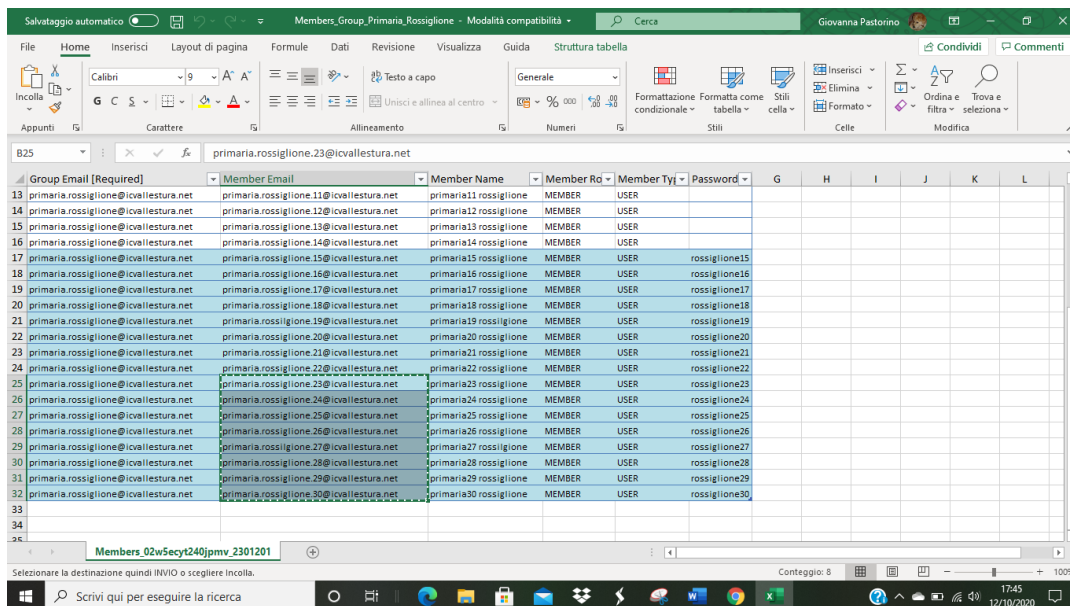 Salvataggio automatico Members_Group_Primaria_Rossiglione - Modalità compatibilità Cerca Giovanna Pastorino
File Home Inserisci Layout di pagina Formule Dati Revisione Visualizza Guida Struttura tabella Condividi Commenti
Incolla Calibri 9 A A Testo a capo Generale Formattazione condizionale Formatta come tabella Stili cella Inserisci Ordina e filtra Trova e seleziona
G C S A Unisci e allinea al centro % 000 Elimina
Formato
Appunti Carattere Allineamento Numeri Stili Celle Modifica
B25 fx primaria.rossiglione.23@icvallestura.net
Group Email [Required] Member Email Member Name Member Ro Member Typ Password G H I J K L
13 primaria.rossiglione@icvallestura.net primaria.rossiglione.11@icvallestura.net primaria11 rossiglione MEMBER USER
14 primaria.rossiglione@icvallestura.net primaria.rossiglione.12@icvallestura.net primaria12 rossiglione MEMBER USER
15 primaria.rossiglione@icvallestura.net primaria.rossiglione.13@icvallestura.net primaria13 rossiglione MEMBER USER
16 primaria.rossiglione@icvallestura.net primaria.rossiglione.14@icvallestura.net primaria14 rossiglione MEMBER USER
17 primaria.rossiglione@icvallestura.net primaria.rossiglione.15@icvallestura.net primaria15 rossiglione MEMBER USER rossiglione15
18 primaria.rossiglione@icvallestura.net primaria.rossiglione.16@icvallestura.net primaria16 rossiglione MEMBER USER rossiglione16
19 primaria.rossiglione@icvallestura.net primaria.rossiglione.17@icvallestura.net primaria17 rossiglione MEMBER USER rossiglione17
20 primaria.rossiglione@icvallestura.net primaria.rossiglione.18@icvallestura.net primaria18 rossiglione MEMBER USER rossiglione18
21 primaria.rossiglione@icvallestura.net primaria.rossilgione.19@icvallestura.net primaria19 rossilgione MEMBER USER rossiglione19
22 primaria.rossiglione@icvallestura.net primaria.rossiglione.20@icvallestura.net primaria20 rossiglione MEMBER USER rossiglione20
23 primaria.rossiglione@icvallestura.net primaria.rossiglione.21@icvallestura.net primaria21 rossiglione MEMBER USER rossiglione21
24 primaria.rossiglione@icvallestura.net primaria.rossiglione.22@icvallestura.net primaria22 rossiglione MEMBER USER rossiglione22
25 primaria.rossiglione@icvallestura.net primaria.rossiglione.23@icvallestura.net primaria23 rossiglione MEMBER USER rossiglione23
26 primaria.rossiglione@icvallestura.net primaria.rossiglione.24@icvallestura.net primaria24 rossiglione MEMBER USER rossiglione24
27 primaria.rossiglione@icvallestura.net primaria.rossiglione.25@icvallestura.net primaria25 rossiglione MEMBER USER rossiglione25
28 primaria.rossiglione@icvallestura.net primaria.rossiglione.26@icvallestura.net primaria26 rossiglione MEMBER USER rossiglione26
29 primaria.rossiglione@icvallestura.net primaria.rossilgione.27@icvallestura.net primaria27 rossilgione MEMBER USER rossiglione27
30 primaria.rossiglione@icvallestura.net primaria.rossiglione.28@icvallestura.net primaria28 rossiglione MEMBER USER rossiglione28
31 primaria.rossiglione@icvallestura.net primaria.rossiglione.29@icvallestura.net primaria29 rossiglione MEMBER USER rossiglione29
32 primaria.rossiglione@icvallestura.net primaria.rossiglione.30@icvallestura.net primaria30 rossiglione MEMBER USER rossiglione30
33
34
35
Members_02w5ecyt240jpmv_2301201
Selezionare la destinazione quindi INVIO o scegliere Incolla. Conteggio: 8 100%
Scrivi qui per eseguire la ricerca 17:45
12/10/2020